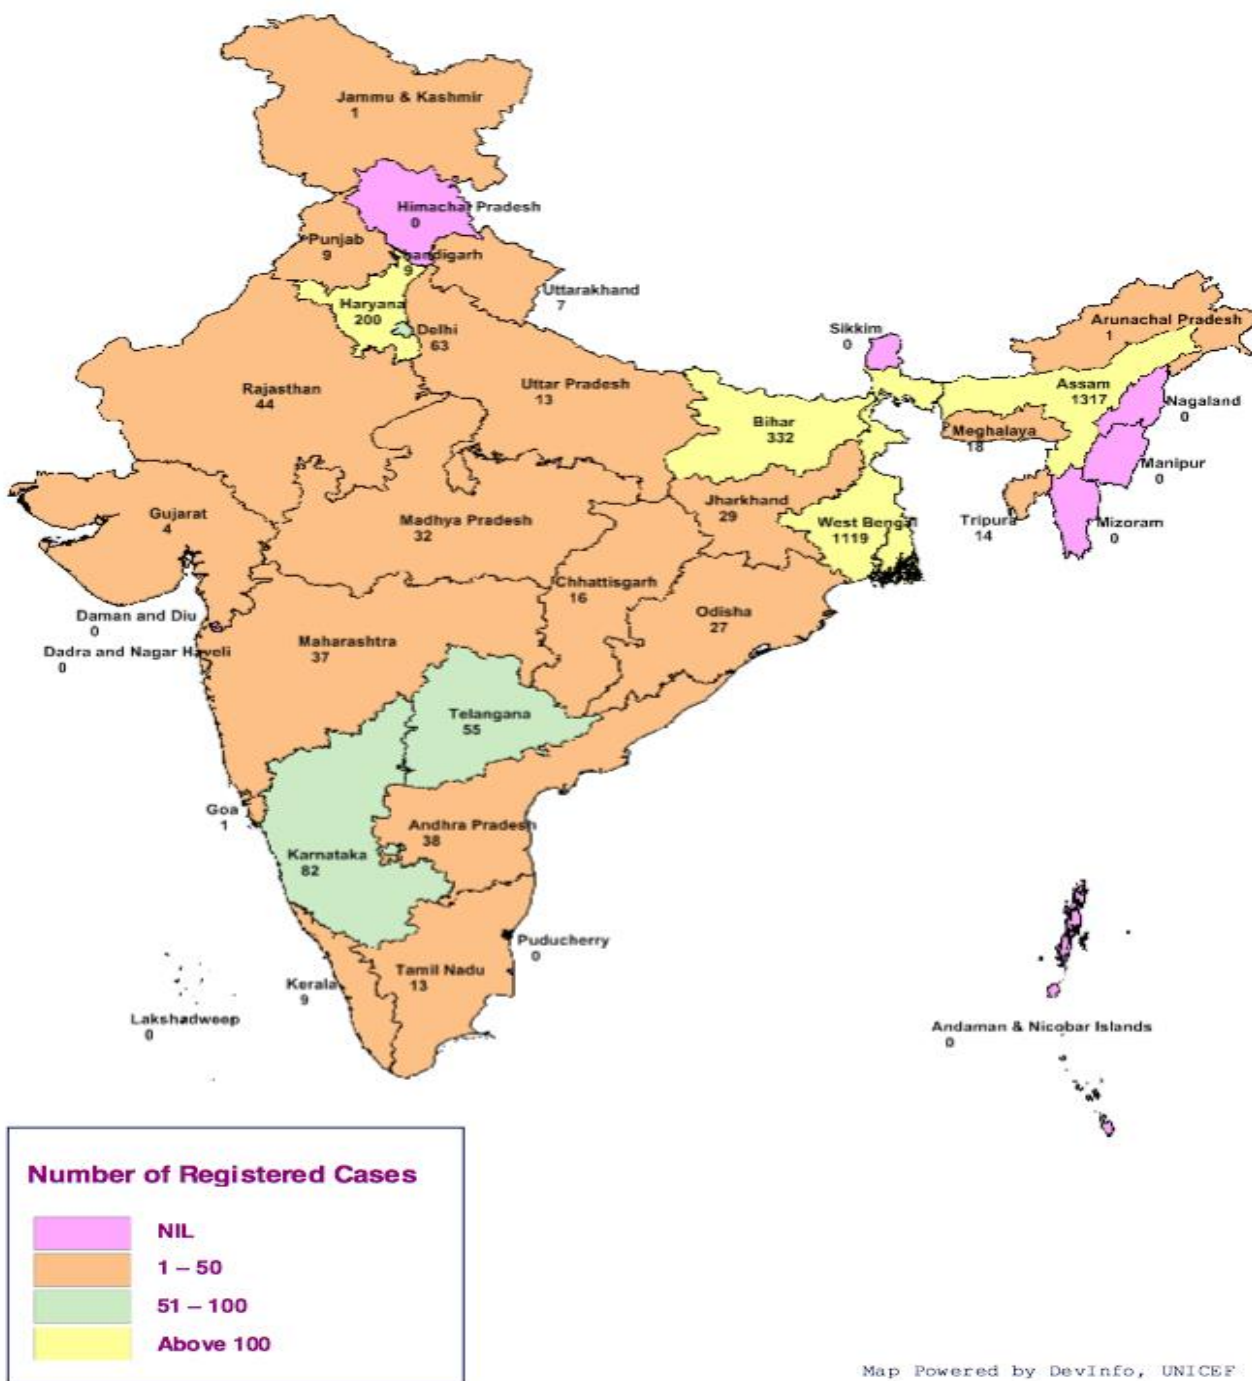 Jammu & Kashmir
1
Himachal Pradesh
0
Punjab
9
Chandigarh
9
Uttarakhand
7
Haryana
200
Delhi
63
Arunachal Pradesh
1
Sikkim
0
Rajasthan
44
Uttar Pradesh
13
Assam
1317
Nagaland
0
Bihar
332
Meghalaya
18
Manipur
0
Gujarat
4
Madhya Pradesh
32
Jharkhand
29
West Bengal
1119
Tripura
14
Mizoram
0
Chhattisgarh
16
Daman and Diu
0
Odisha
27
Maharashtra
37
Dadra and Nagar Haveli
0
Telangana
55
Goa
1
Andhra Pradesh
38
Karnataka
82
Puducherry
0
Tamil Nadu
13
Kerala
9
Lakshadweep
0
Andaman & Nicobar Islands
0
Number of Registered Cases
NIL
1 – 50
51 – 100
Above 100
Map Powered by DevInfo, UNICEF